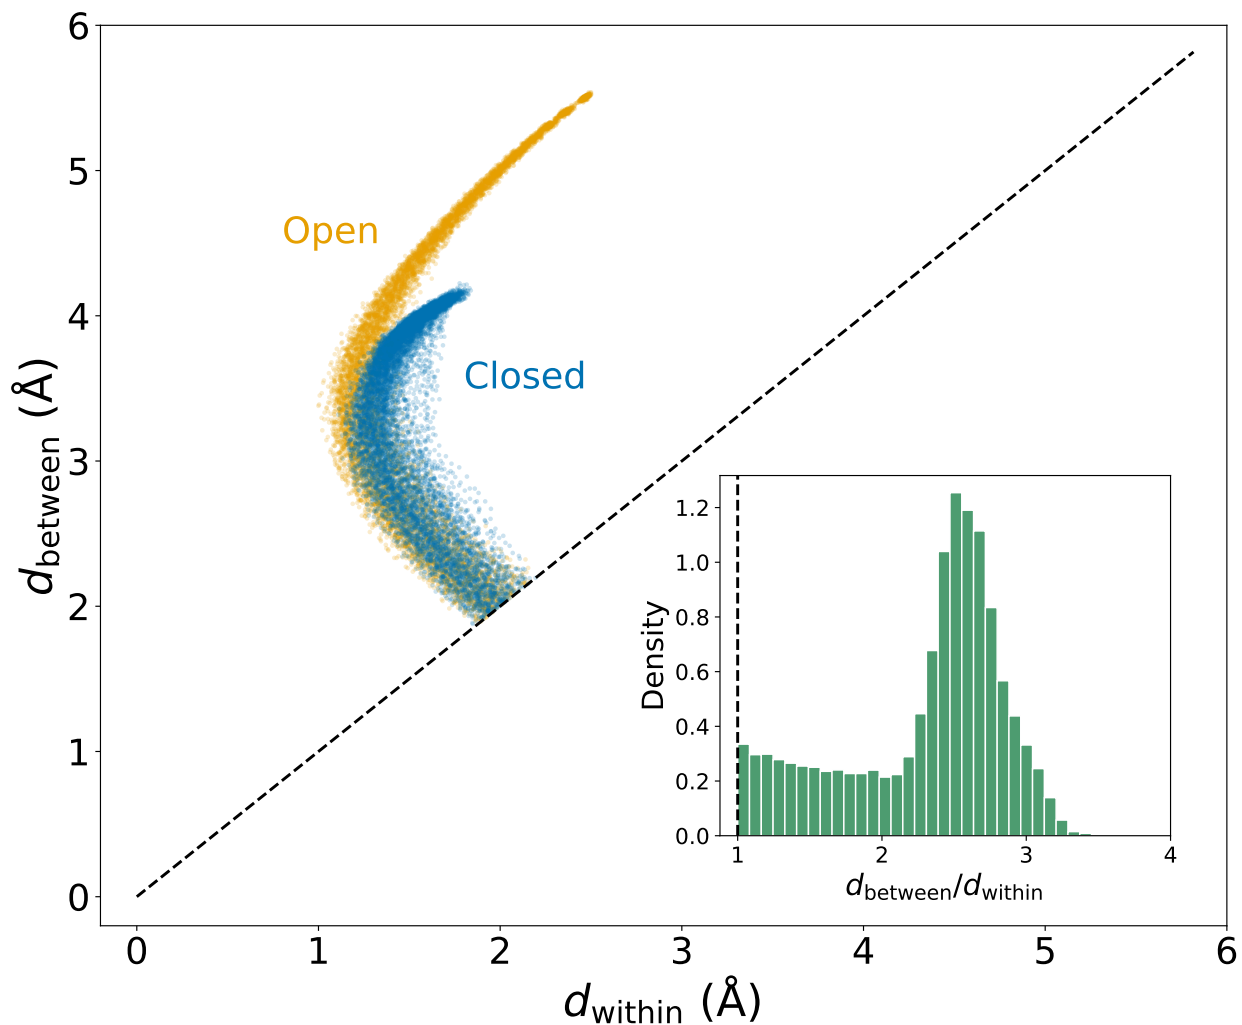 6
5
4
3
2
1
0
d_between (Å)
Open
Closed
1.2
1.0
0.8
0.6
0.4
0.2
0.0
Density
1 2 3 4
d_between/d_within
0 1 2 3 4 5 6
d_within (Å)